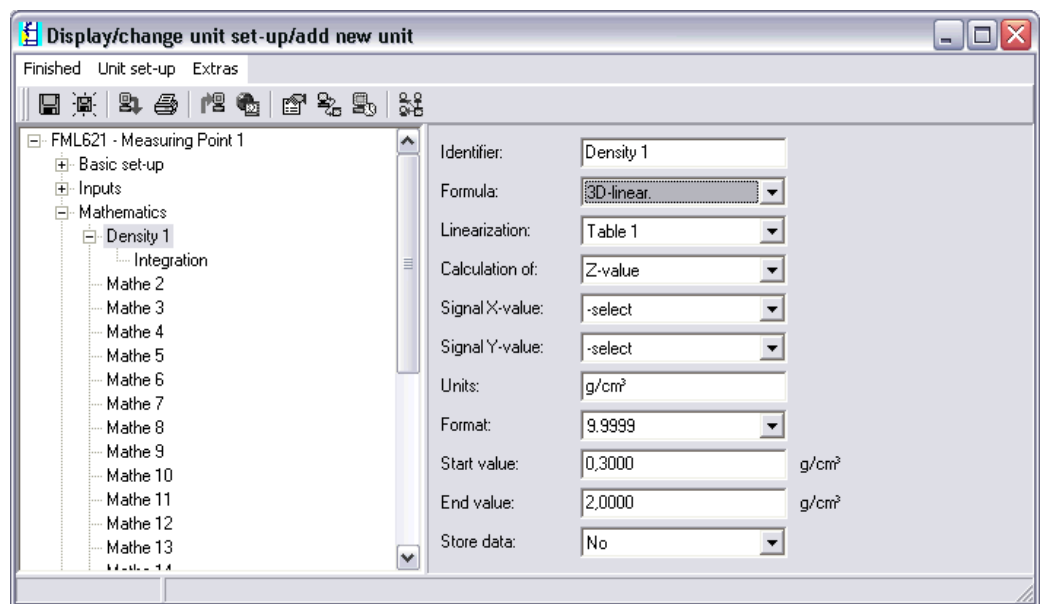 Display/change unit set-up/add new unit
Finished Unit set-up Extras
FML621 - Measuring Point 1
Basic set-up
Inputs
Mathematics
Density 1
Integration
Mathe 2
Mathe 3
Mathe 4
Mathe 5
Mathe 6
Mathe 7
Mathe 8
Mathe 9
Mathe 10
Mathe 11
Mathe 12
Mathe 13
Mathe 14
Identifier: Density 1
Formula: 3D-linear.
Linearization: Table 1
Calculation of: Z-value
Signal X-value: -select
Signal Y-value: -select
Units: g/cm³
Format: 9.9999
Start value: 0,3000 g/cm³
End value: 2,0000 g/cm³
Store data: No